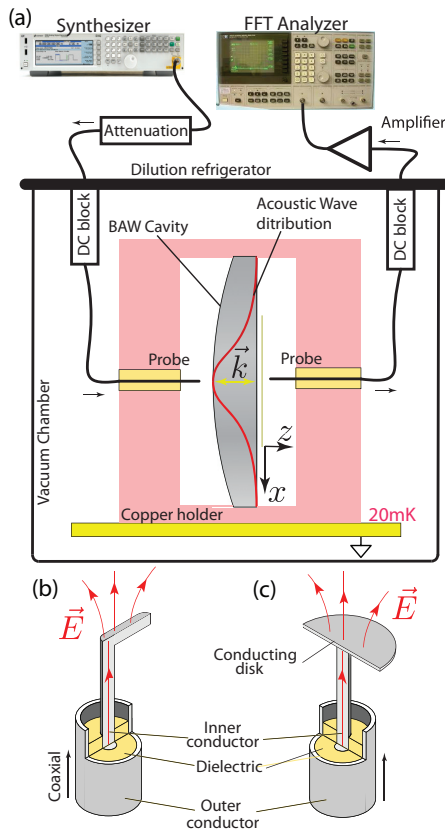 (a)
Synthesizer
FFT Analyzer
Attenuation
Amplifier
Dilution refrigerator
DC block
DC block
BAW Cavity
Acoustic Wave
ditribution
Probe
Probe
k
z
x
Vacuum Chamber
Copper holder
20mK
(b)
(c)
E
E
Conducting
disk
Inner
conductor
Dielectric
Coaxial
Outer
conductor